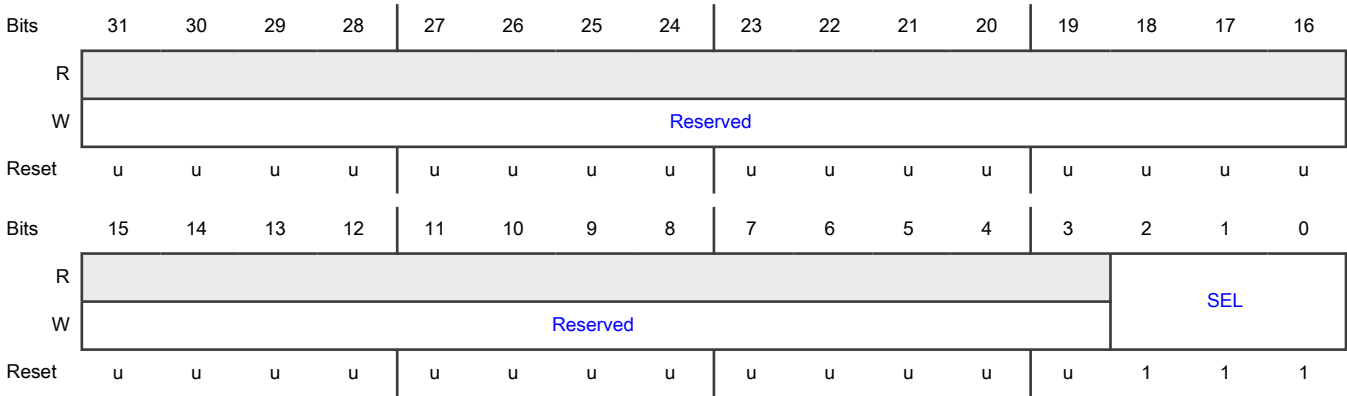 Bits 31 30 29 28 27 26 25 24 23 22 21 20 19 18 17 16
R
W Reserved
Reset u u u u u u u u u u u u u u u u
Bits 15 14 13 12 11 10 9 8 7 6 5 4 3 2 1 0
R
SEL
W Reserved
Reset u u u u u u u u u u u u u 1 1 1